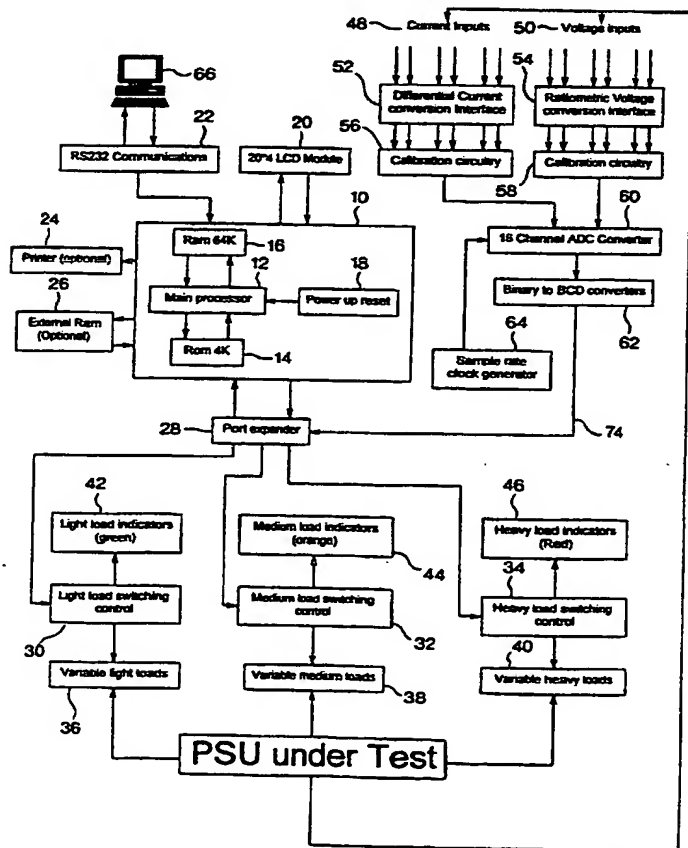 48
Current Inputs
50
Voltage Inputs
66
52
54
Differential Current
conversion Interface
Ratiometric Voltage
conversion Interface
22
20
56
RS232 Communications
20*4 LCD Module
Calibration circuitry
58
Calibration circuitry
10
60
24
Ram 64K
16
16 Channel ADC Converter
Printer (optional)
12
18
26
Main processor
Power up reset
Binary to BCD converters
External Ram
(Optional)
64
62
Rom 4K
14
Sample rate
clock generator
28
Port expander
74
42
46
Light load indicators
(green)
Medium load indicators
(orange)
Heavy load indicators
(Red)
44
34
Light load switching
control
Medium load switching
control
Heavy load switching
control
30
32
40
Variable light loads
Variable medium loads
Variable heavy loads
36
38
PSU under Test